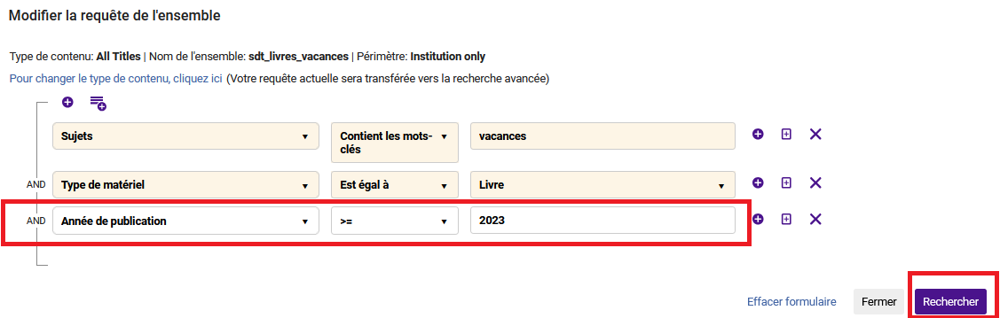 Modifier la requête de l'ensemble
Type de contenu: All Titles | Nom de l'ensemble: sdt_livres_vacances | Périmètre: Institution only
Pour changer le type de contenu, cliquez ici (Votre requête actuelle sera transférée vers la recherche avancée)
Sujets Contient les mots-clés vacances
AND Type de matériel Est égal à Livre
AND Année de publication >= 2023
Effacer formulaire Fermer Rechercher